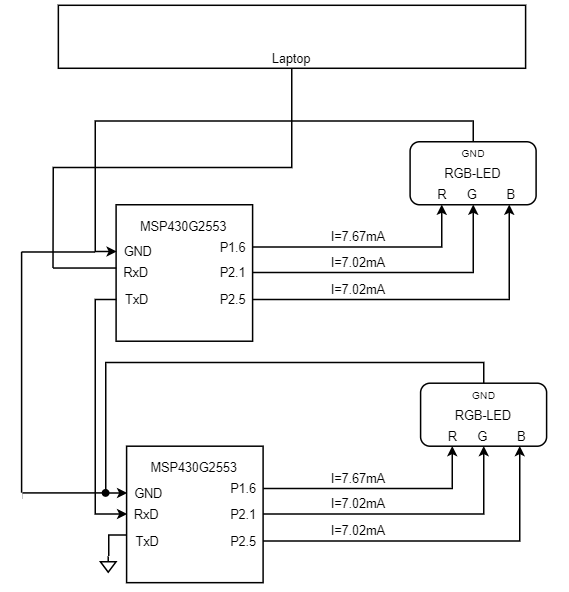 Laptop
GND
RGB-LED
R G B
MSP430G2553
GND P1.6 I=7.67mA
RxD P2.1 I=7.02mA
TxD P2.5 I=7.02mA
GND
RGB-LED
R G B
MSP430G2553
GND P1.6 I=7.67mA
RxD P2.1 I=7.02mA
TxD P2.5 I=7.02mA